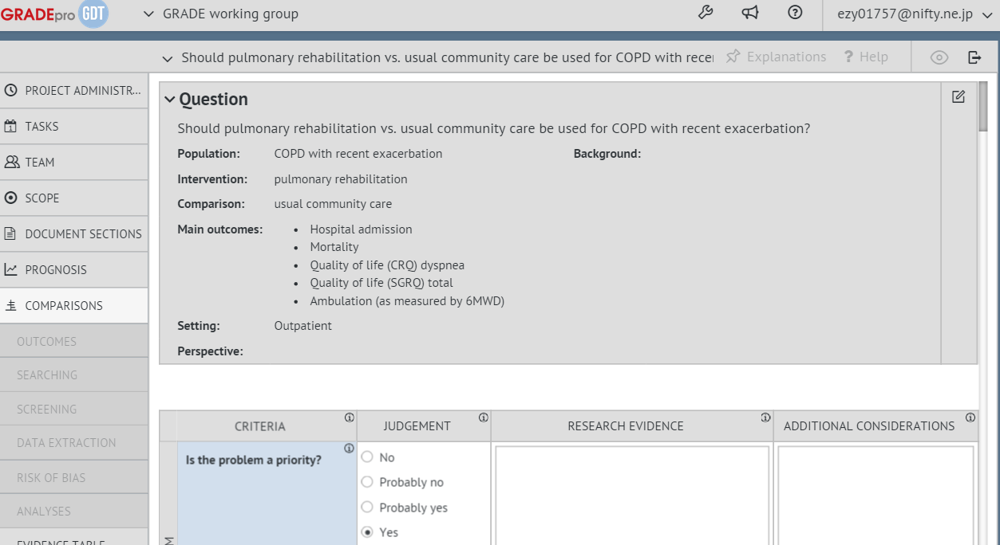 GRADEpro GDT GRADE working group ezy01757@nifty.ne.jp
Should pulmonary rehabilitation vs. usual community care be used for COPD with rece Explanations ? Help
PROJECT ADMINISTR...
TASKS
TEAM
SCOPE
DOCUMENT SECTIONS
PROGNOSIS
COMPARISONS
OUTCOMES
SEARCHING
SCREENING
DATA EXTRACTION
RISK OF BIAS
ANALYSES
EVIDENCE TABLE
Question
Should pulmonary rehabilitation vs. usual community care be used for COPD with recent exacerbation?
Population: COPD with recent exacerbation Background:
Intervention: pulmonary rehabilitation
Comparison: usual community care
Main outcomes: • Hospital admission
• Mortality
• Quality of life (CRQ) dyspnea
• Quality of life (SGRQ) total
• Ambulation (as measured by 6MWD)
Setting: Outpatient
Perspective:
CRITERIA JUDGEMENT RESEARCH EVIDENCE ADDITIONAL CONSIDERATIONS
Is the problem a priority? No
Probably no
Probably yes
Yes
M